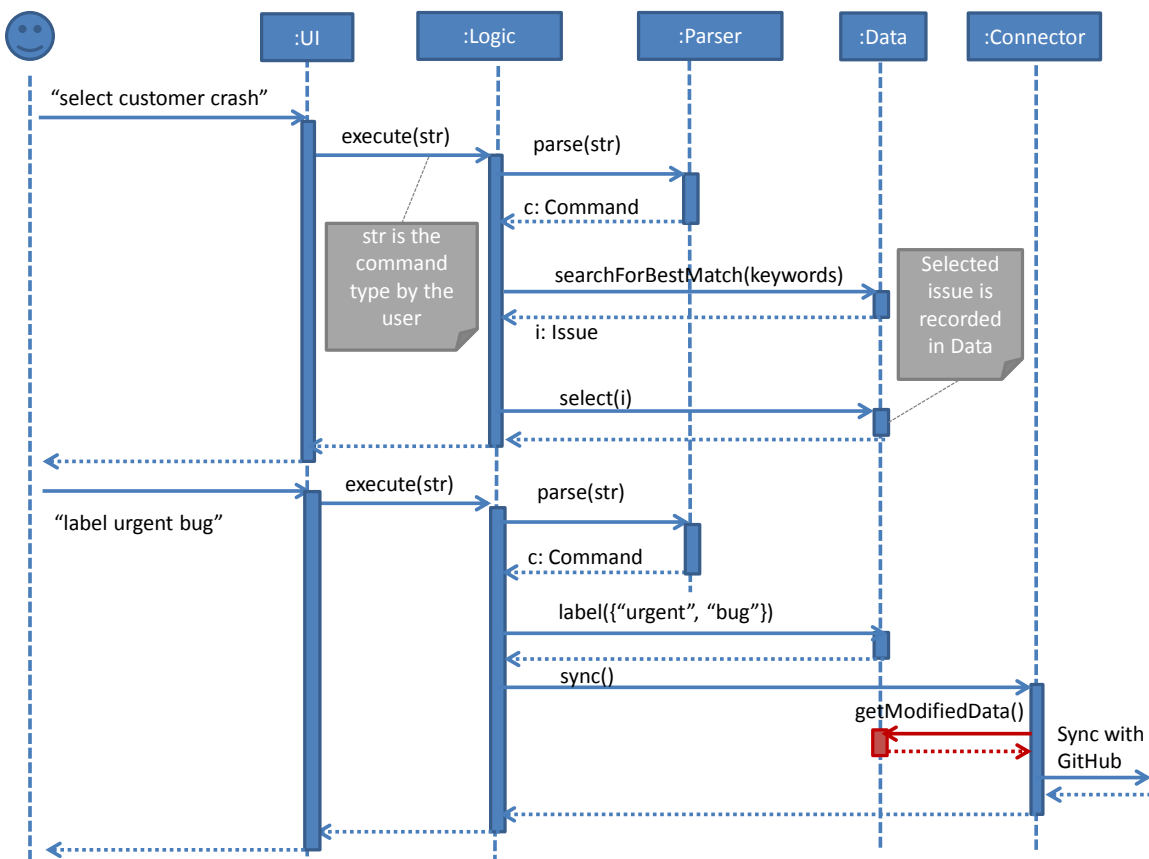 :UI
:Logic
:Parser
:Data
:Connector
“select customer crash”
execute(str)
parse(str)
c: Command
str is the
command
type by the
user
searchForBestMatch(keywords)
i: Issue
Selected
issue is
recorded
in Data
select(i)
execute(str)
parse(str)
“label urgent bug”
c: Command
label({“urgent”, “bug”})
sync()
getModifiedData()
Sync with
GitHub